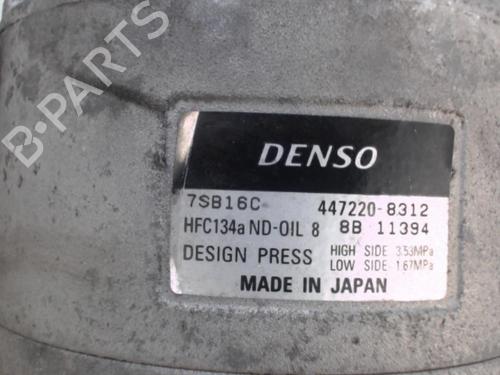 B-PARTS
DENSO
7SB16C 447220-8312
HFC134a ND-OIL 8 8B 11394
DESIGN PRESS HIGH SIDE 3.53MPa
LOW SIDE 1.67MPa
MADE IN JAPAN